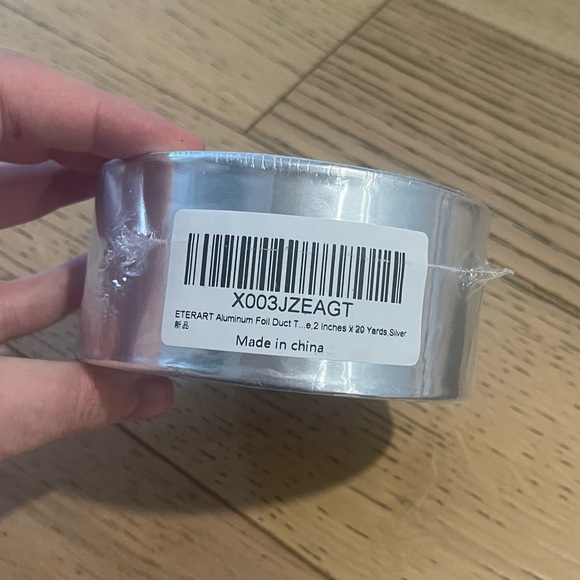 X003JZEAGT
ETERART Aluminum Foil Duct T...e,2 Inches x 20 Yards,Silver
新品
Made in china